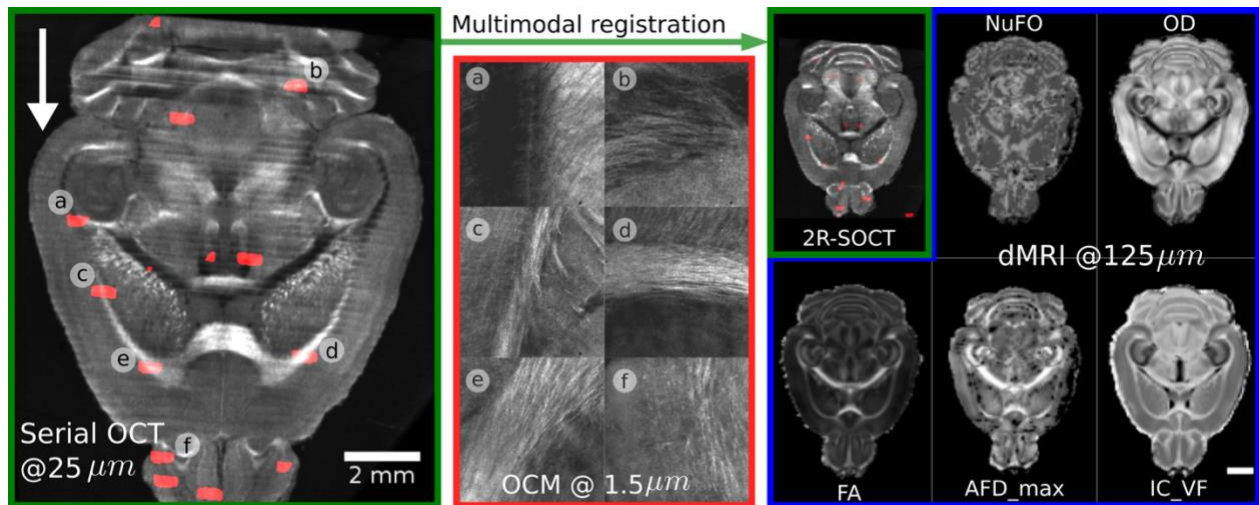 Multimodal registration
b
a
c
e
d
f
Serial OCT
@25 μm
2 mm
a
b
c
d
e
f
OCM @ 1.5μm
2R-SOCT
NuFO
OD
dMRI @125μm
FA
AFD_max
IC_VF